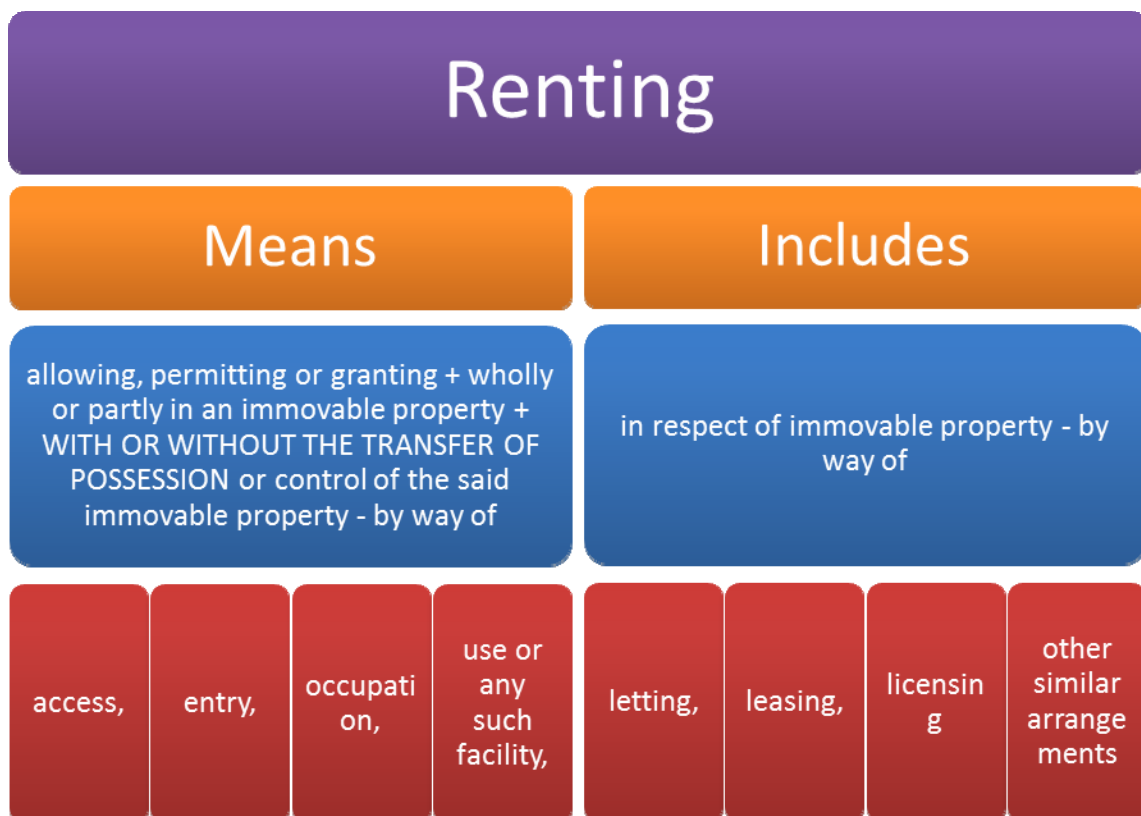 Renting
Means
Includes
allowing, permitting or granting + wholly
or partly in an immovable property +
WITH OR WITHOUT THE TRANSFER OF
POSSESSION or control of the said
immovable property - by way of
in respect of immovable property - by
way of
access,
entry,
occupati
on,
use or
any
such
facility,
letting,
leasing,
licensin
g
other
similar
arrange
ments